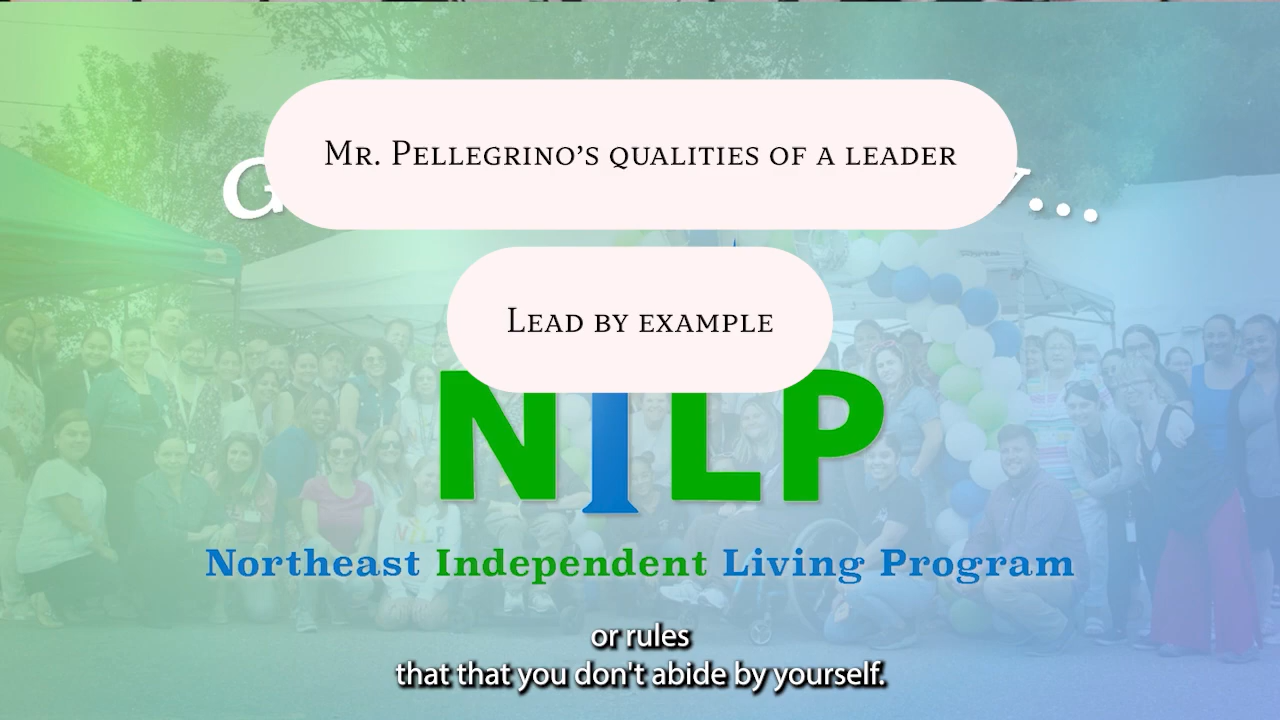 Mr. Pellegrino's qualities of a leader
G y...
Lead by example
NILP
Northeast Independent Living Program
or rules
that that you don't abide by yourself.